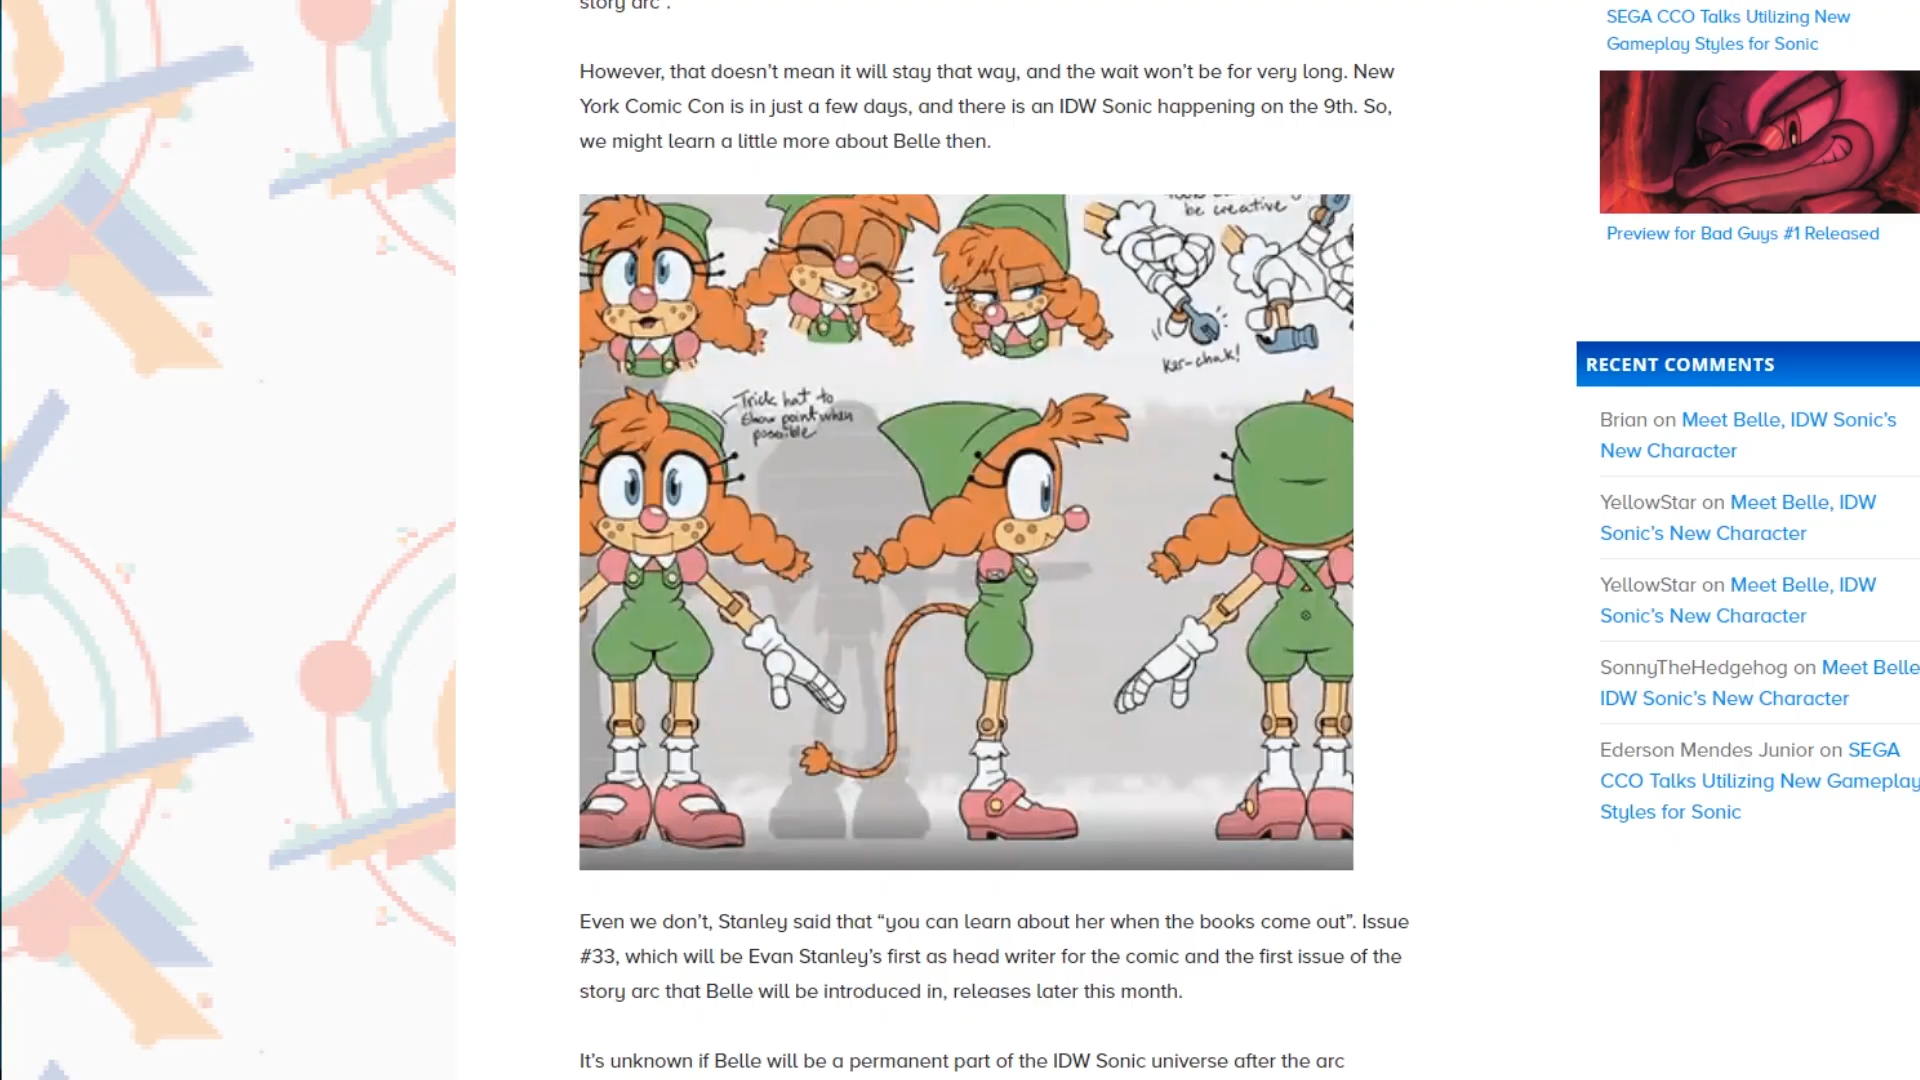 story arc".
However, that doesn't mean it will stay that way, and the wait won't be for very long. New
York Comic Con is in just a few days, and there is an IDW Sonic happening on the 9th. So,
we might learn a little more about Belle then.
be creative
Ker-chak!
Trick hat to
show point when
possible
Even we don't, Stanley said that “you can learn about her when the books come out”. Issue
#33, which will be Evan Stanley's first as head writer for the comic and the first issue of the
story arc that Belle will be introduced in, releases later this month.
It's unknown if Belle will be a permanent part of the IDW Sonic universe after the arc
SEGA CCO Talks Utilizing New
Gameplay Styles for Sonic
Preview for Bad Guys #1 Released
RECENT COMMENTS
Brian on Meet Belle, IDW Sonic's
New Character
YellowStar on Meet Belle, IDW
Sonic's New Character
YellowStar on Meet Belle, IDW
Sonic's New Character
SonnyTheHedgehog on Meet Belle
IDW Sonic's New Character
Ederson Mendes Junior on SEGA
CCO Talks Utilizing New Gameplay
Styles for Sonic